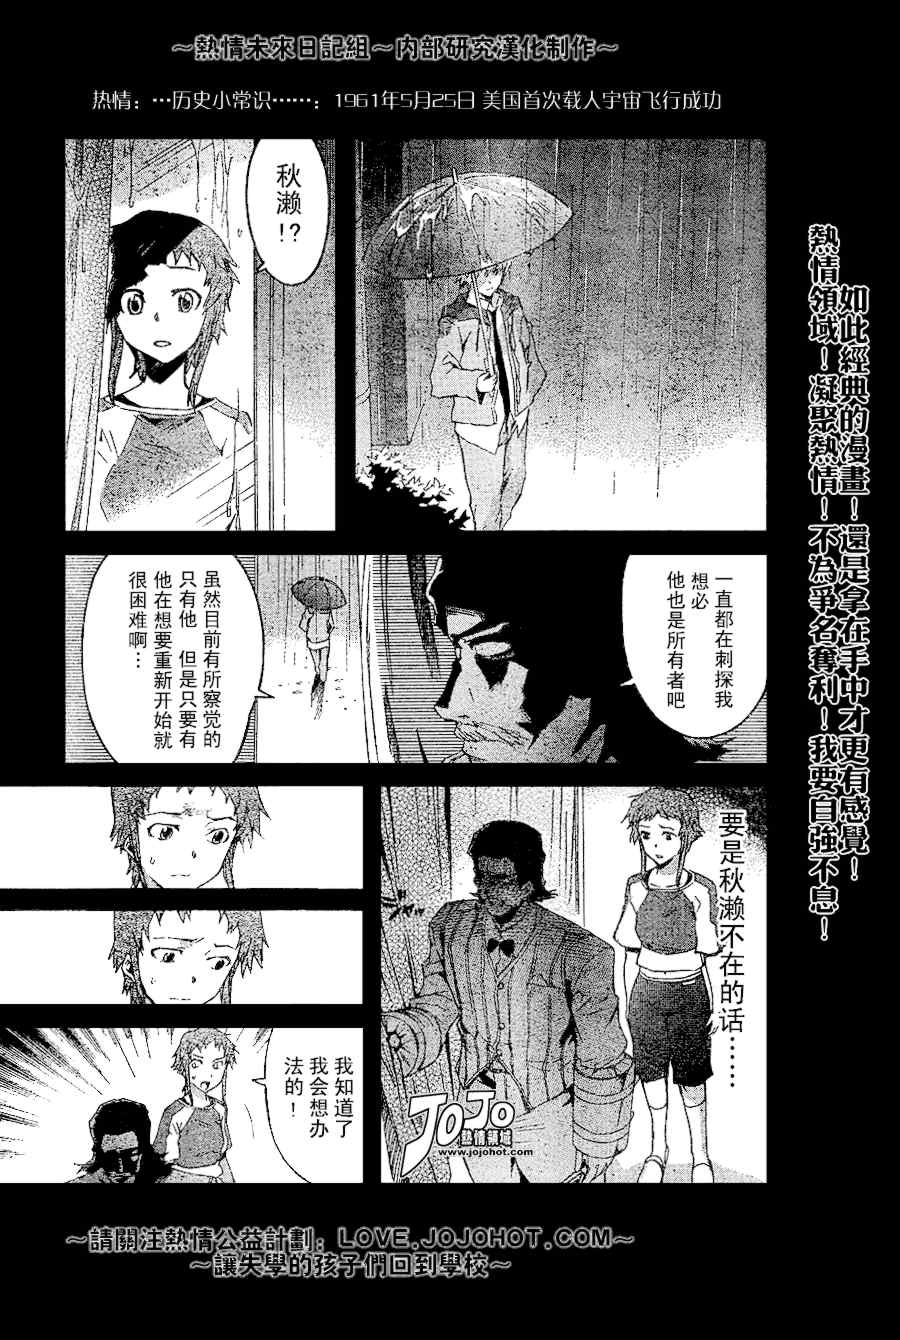 ～熱情未來日記組～内部研究漢化制作～
热情：…历史小常识……：1961年5月25日 美国首次载人宇宙飞行成功
如此經典的漫畫！還是拿在手中才更有感覺！
熱情領域！凝聚熱情！不為爭名奪利！我要自強不息！
秋濑
!?
一直都在刺探我
想必
他也是所有者吧
虽然目前有所察觉的
只有他 但是只要有
他在想要重新开始就
很困难啊…
要是秋濑不在的话……
我知道了
我会想办
法的！
JoJo
熱情領域
www.jojohot.com
～請關注熱情公益計劃：LOVE.JOJOHOT.COM～
～讓失學的孩子們回到學校～